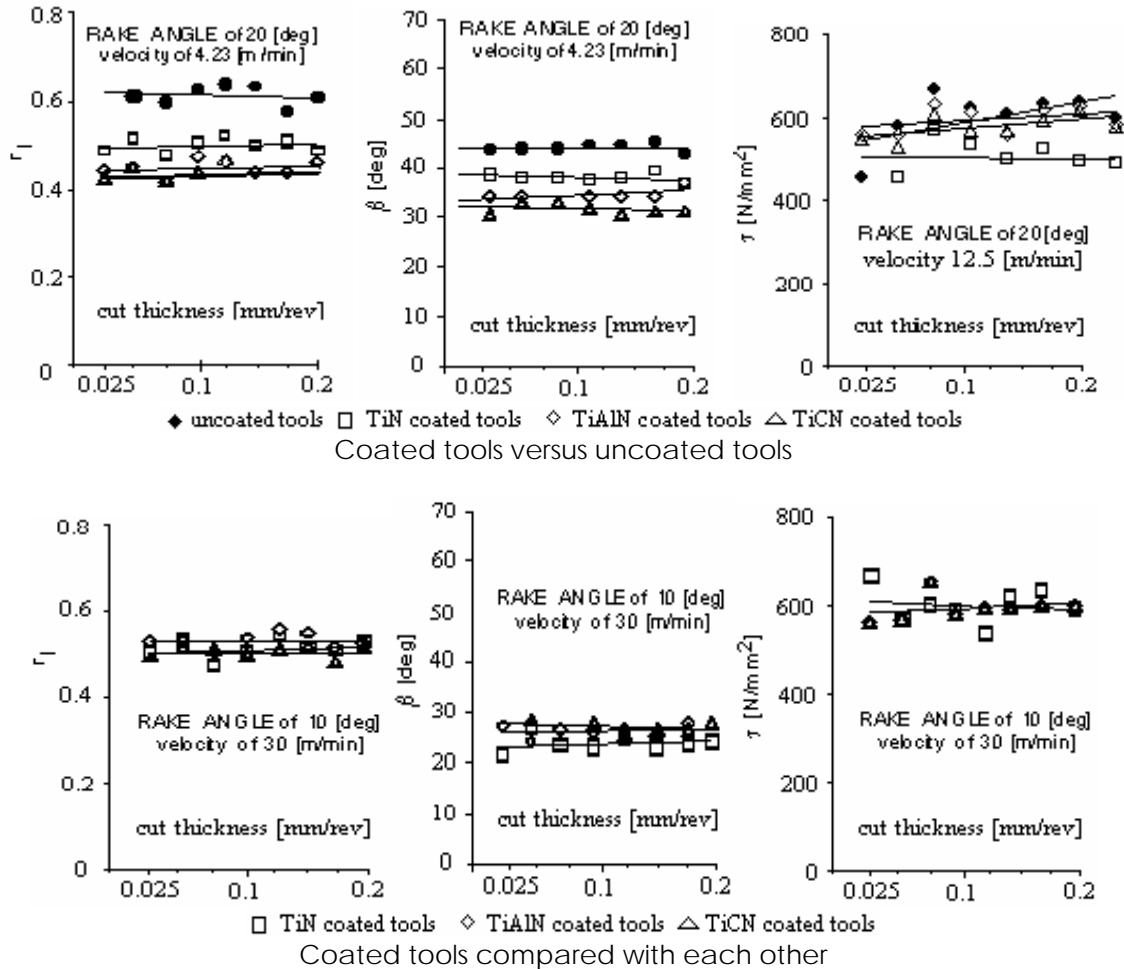 0.8
0.6
0.4
0.2
0
r_l
RAKE ANGLE of 20 [deg]
velocity of 4.23 [m/min]
cut thickness [mm/rev]
0.025 0.1 0.2
70
60
50
40
30
20
10
0
β [deg]
RAKE ANGLE of 20 [deg]
velocity of 4.23 [m/min]
cut thickness [mm/rev]
0.025 0.1 0.2
800
600
400
200
0
τ [N/mm²]
RAKE ANGLE of 20 [deg]
velocity 12.5 [m/min]
cut thickness [mm/rev]
0.025 0.1 0.2
◆ uncoated tools □ TiN coated tools ◇ TiAlN coated tools △ TiCN coated tools
Coated tools versus uncoated tools
0.8
0.6
0.4
0.2
0
r_l
RAKE ANGLE of 10 [deg]
velocity of 30 [m/min]
cut thickness [mm/rev]
0.025 0.1 0.2
70
60
50
40
30
20
10
0
β [deg]
RAKE ANGLE of 10 [deg]
velocity of 30 [m/min]
cut thickness [mm/rev]
0.025 0.1 0.2
800
600
400
200
0
τ [N/mm²]
RAKE ANGLE of 10 [deg]
velocity of 30 [m/min]
cut thickness [mm/rev]
0.025 0.1 0.2
□ TiN coated tools ◇ TiAlN coated tools △ TiCN coated tools
Coated tools compared with each other